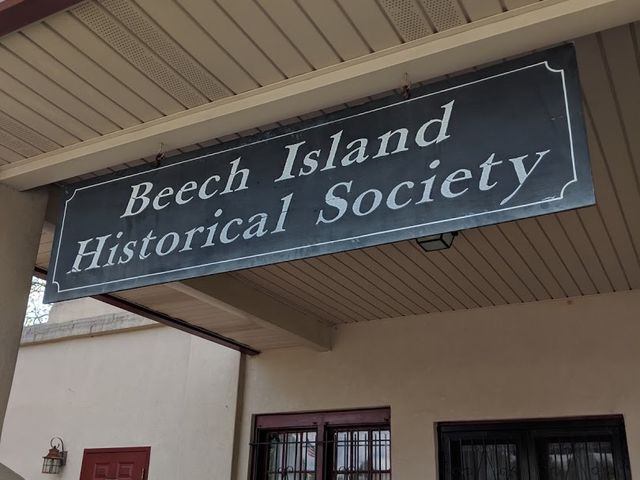 Beech Island
Historical Society